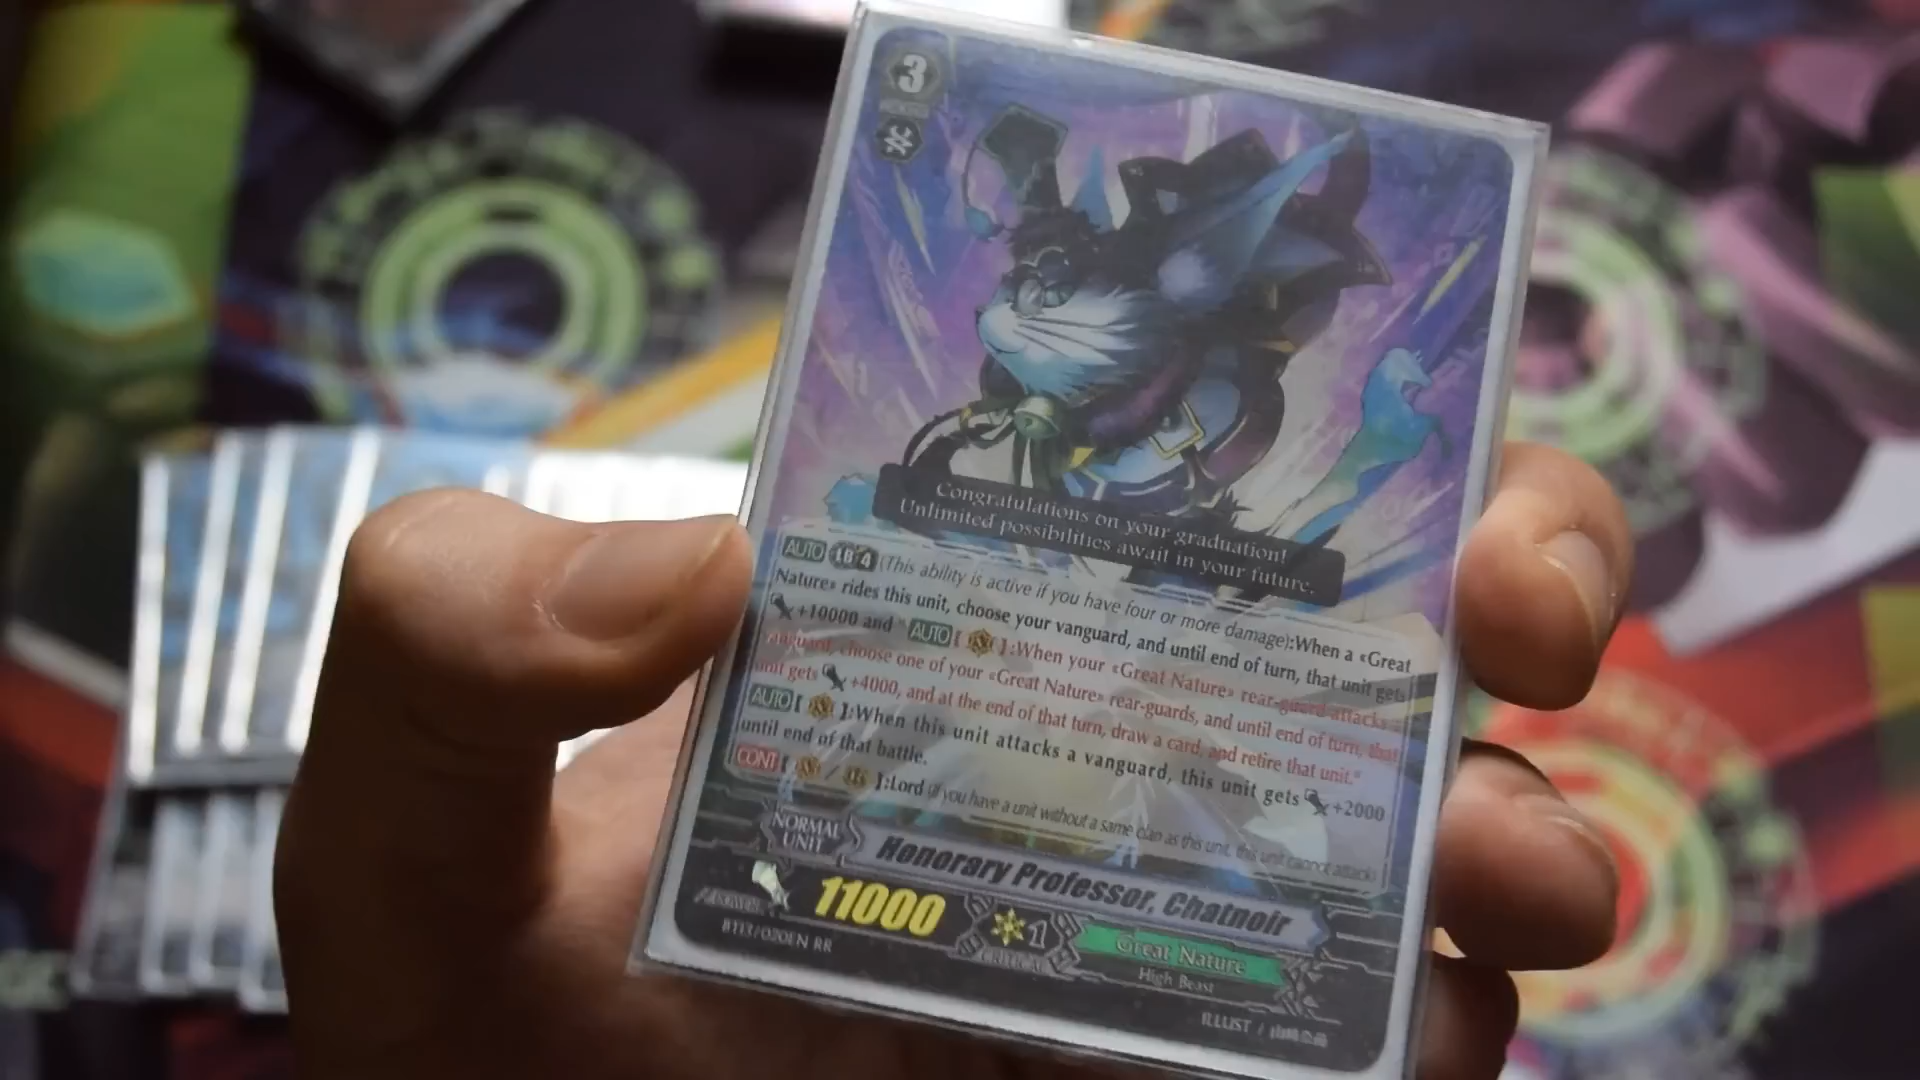 3
Congratulations on your graduation!
Unlimited possibilities await in your future.
AUTO LB 4 (This ability is active if you have four or more damage):When a «Great
Nature» rides this unit, choose your vanguard, and until end of turn, that unit gets
+10000 and "AUTO[ ]:When your «Great Nature» rear-guard attacks a
vanguard, choose one of your «Great Nature» rear-guards, and until end of turn, that
unit gets +4000, and at the end of that turn, draw a card, and retire that unit."
AUTO[ ]:When this unit attacks a vanguard, this unit gets +2000
until end of that battle.
CONT[ / ]:Lord (If you have a unit without a same clan as this unit, this unit cannot attack)
NORMAL
UNIT
Honorary Professor, Chatnoir
POWER 11000 1 CRITICAL
Great Nature
High Beast
BT13/020EN RR
ILLUST /